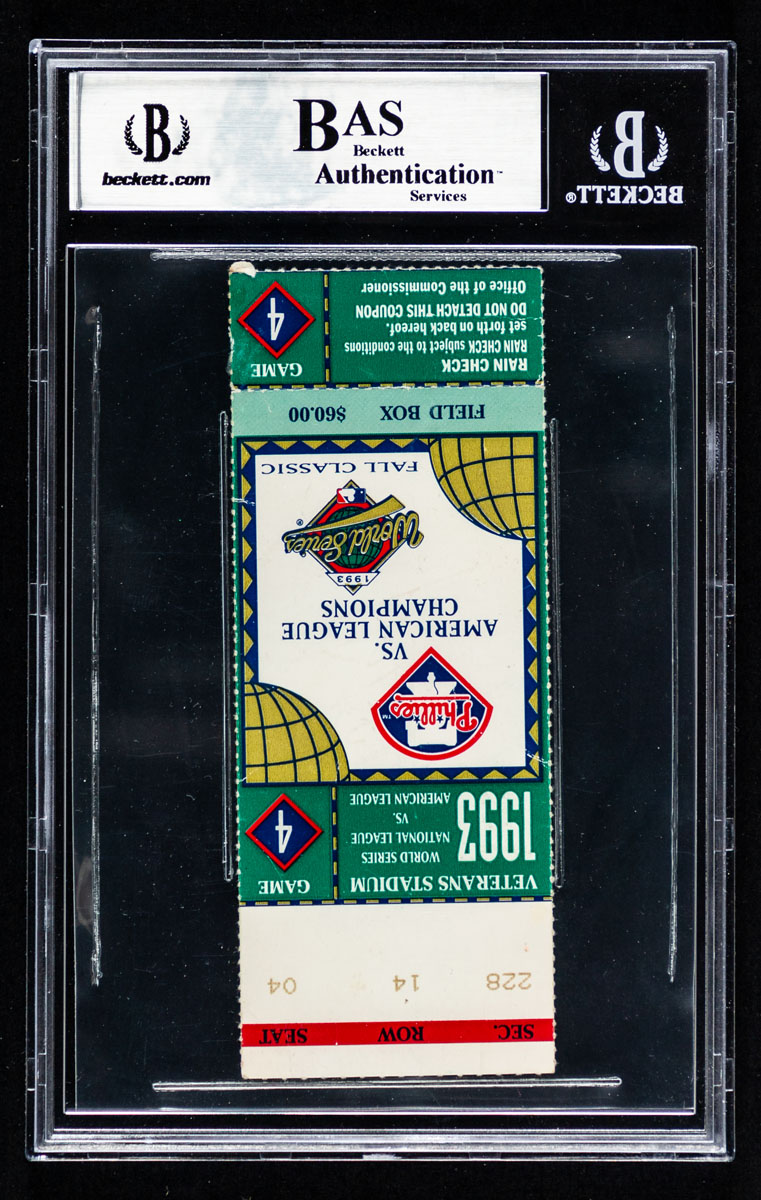 B
beckett.com
BAS
Beckett
Authentication™
Services
B
BECKETT®
SEC. ROW SEAT
228 14 04
VETERANS STADIUM
1993
WORLD SERIES
NATIONAL LEAGUE
VS.
AMERICAN LEAGUE
GAME
4
Phillies™
VS.
AMERICAN LEAGUE
CHAMPIONS
1993
World Series®
FALL CLASSIC
FIELD BOX $60.00
RAIN CHECK
RAIN CHECK subject to the conditions
set forth on back hereof.
DO NOT DETACH THIS COUPON
Office of the Commissioner
GAME
4